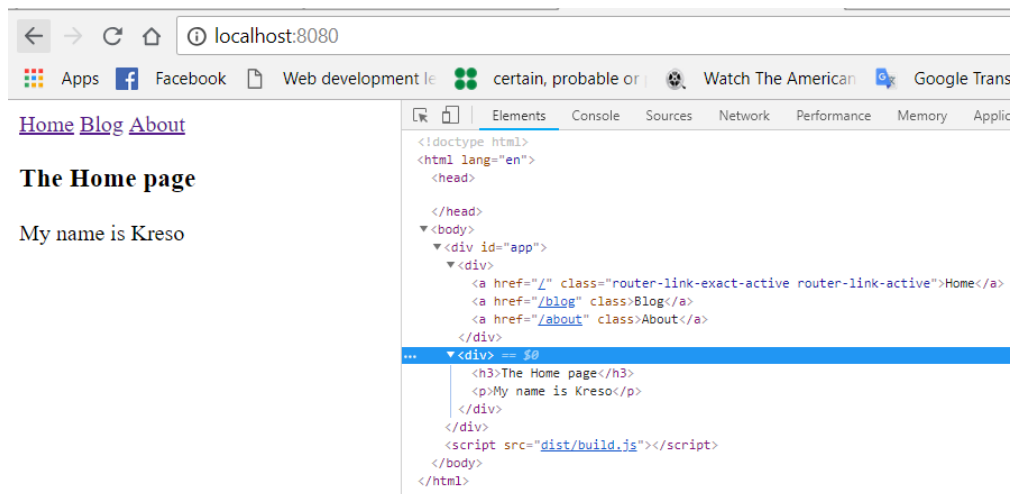 localhost:8080
Apps Facebook Web development le certain, probable or Watch The American Google Trans
Home Blog About
The Home page
My name is Kreso
Elements Console Sources Network Performance Memory Applic
<!doctype html>
<html lang="en">
<head>
</head>
<body>
<div id="app">
<div>
<a href="/" class="router-link-exact-active router-link-active">Home</a>
<a href="/blog" class>Blog</a>
<a href="/about" class>About</a>
</div>
... <div> == $0
<h3>The Home page</h3>
<p>My name is Kreso</p>
</div>
</div>
<script src="dist/build.js"></script>
</body>
</html>